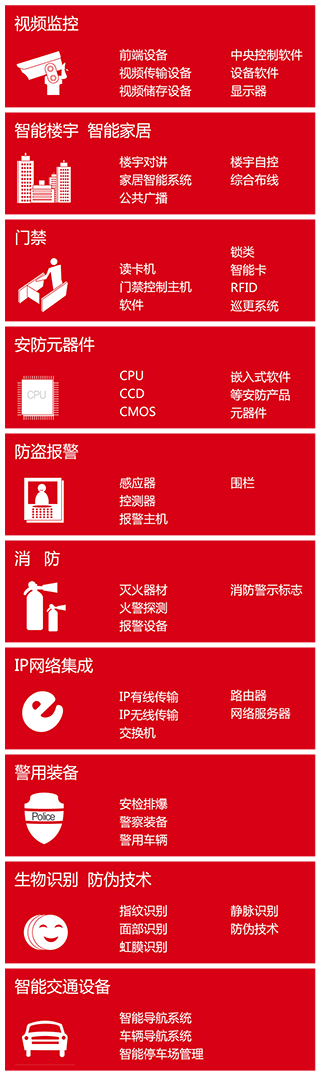 视频监控
前端设备 中央控制软件
视频传输设备 设备软件
视频储存设备 显示器
智能楼宇 智能家居
楼宇对讲 楼宇自控
家居智能系统 综合布线
公共广播
门禁
锁类
读卡机 智能卡
门禁控制主机 RFID
软件 巡更系统
安防元器件
CPU
CPU 嵌入式软件
CCD 等安防产品
CMOS 元器件
防盗报警
感应器 围栏
控测器
报警主机
消 防
灭火器材 消防警示标志
火警探测
报警设备
IP网络集成
IP有线传输 路由器
IP无线传输 网络服务器
交换机
警用装备
Police
安检排爆
警察装备
警用车辆
生物识别 防伪技术
指纹识别 静脉识别
面部识别 防伪技术
虹膜识别
智能交通设备
智能导航系统
车辆导航系统
智能停车场管理